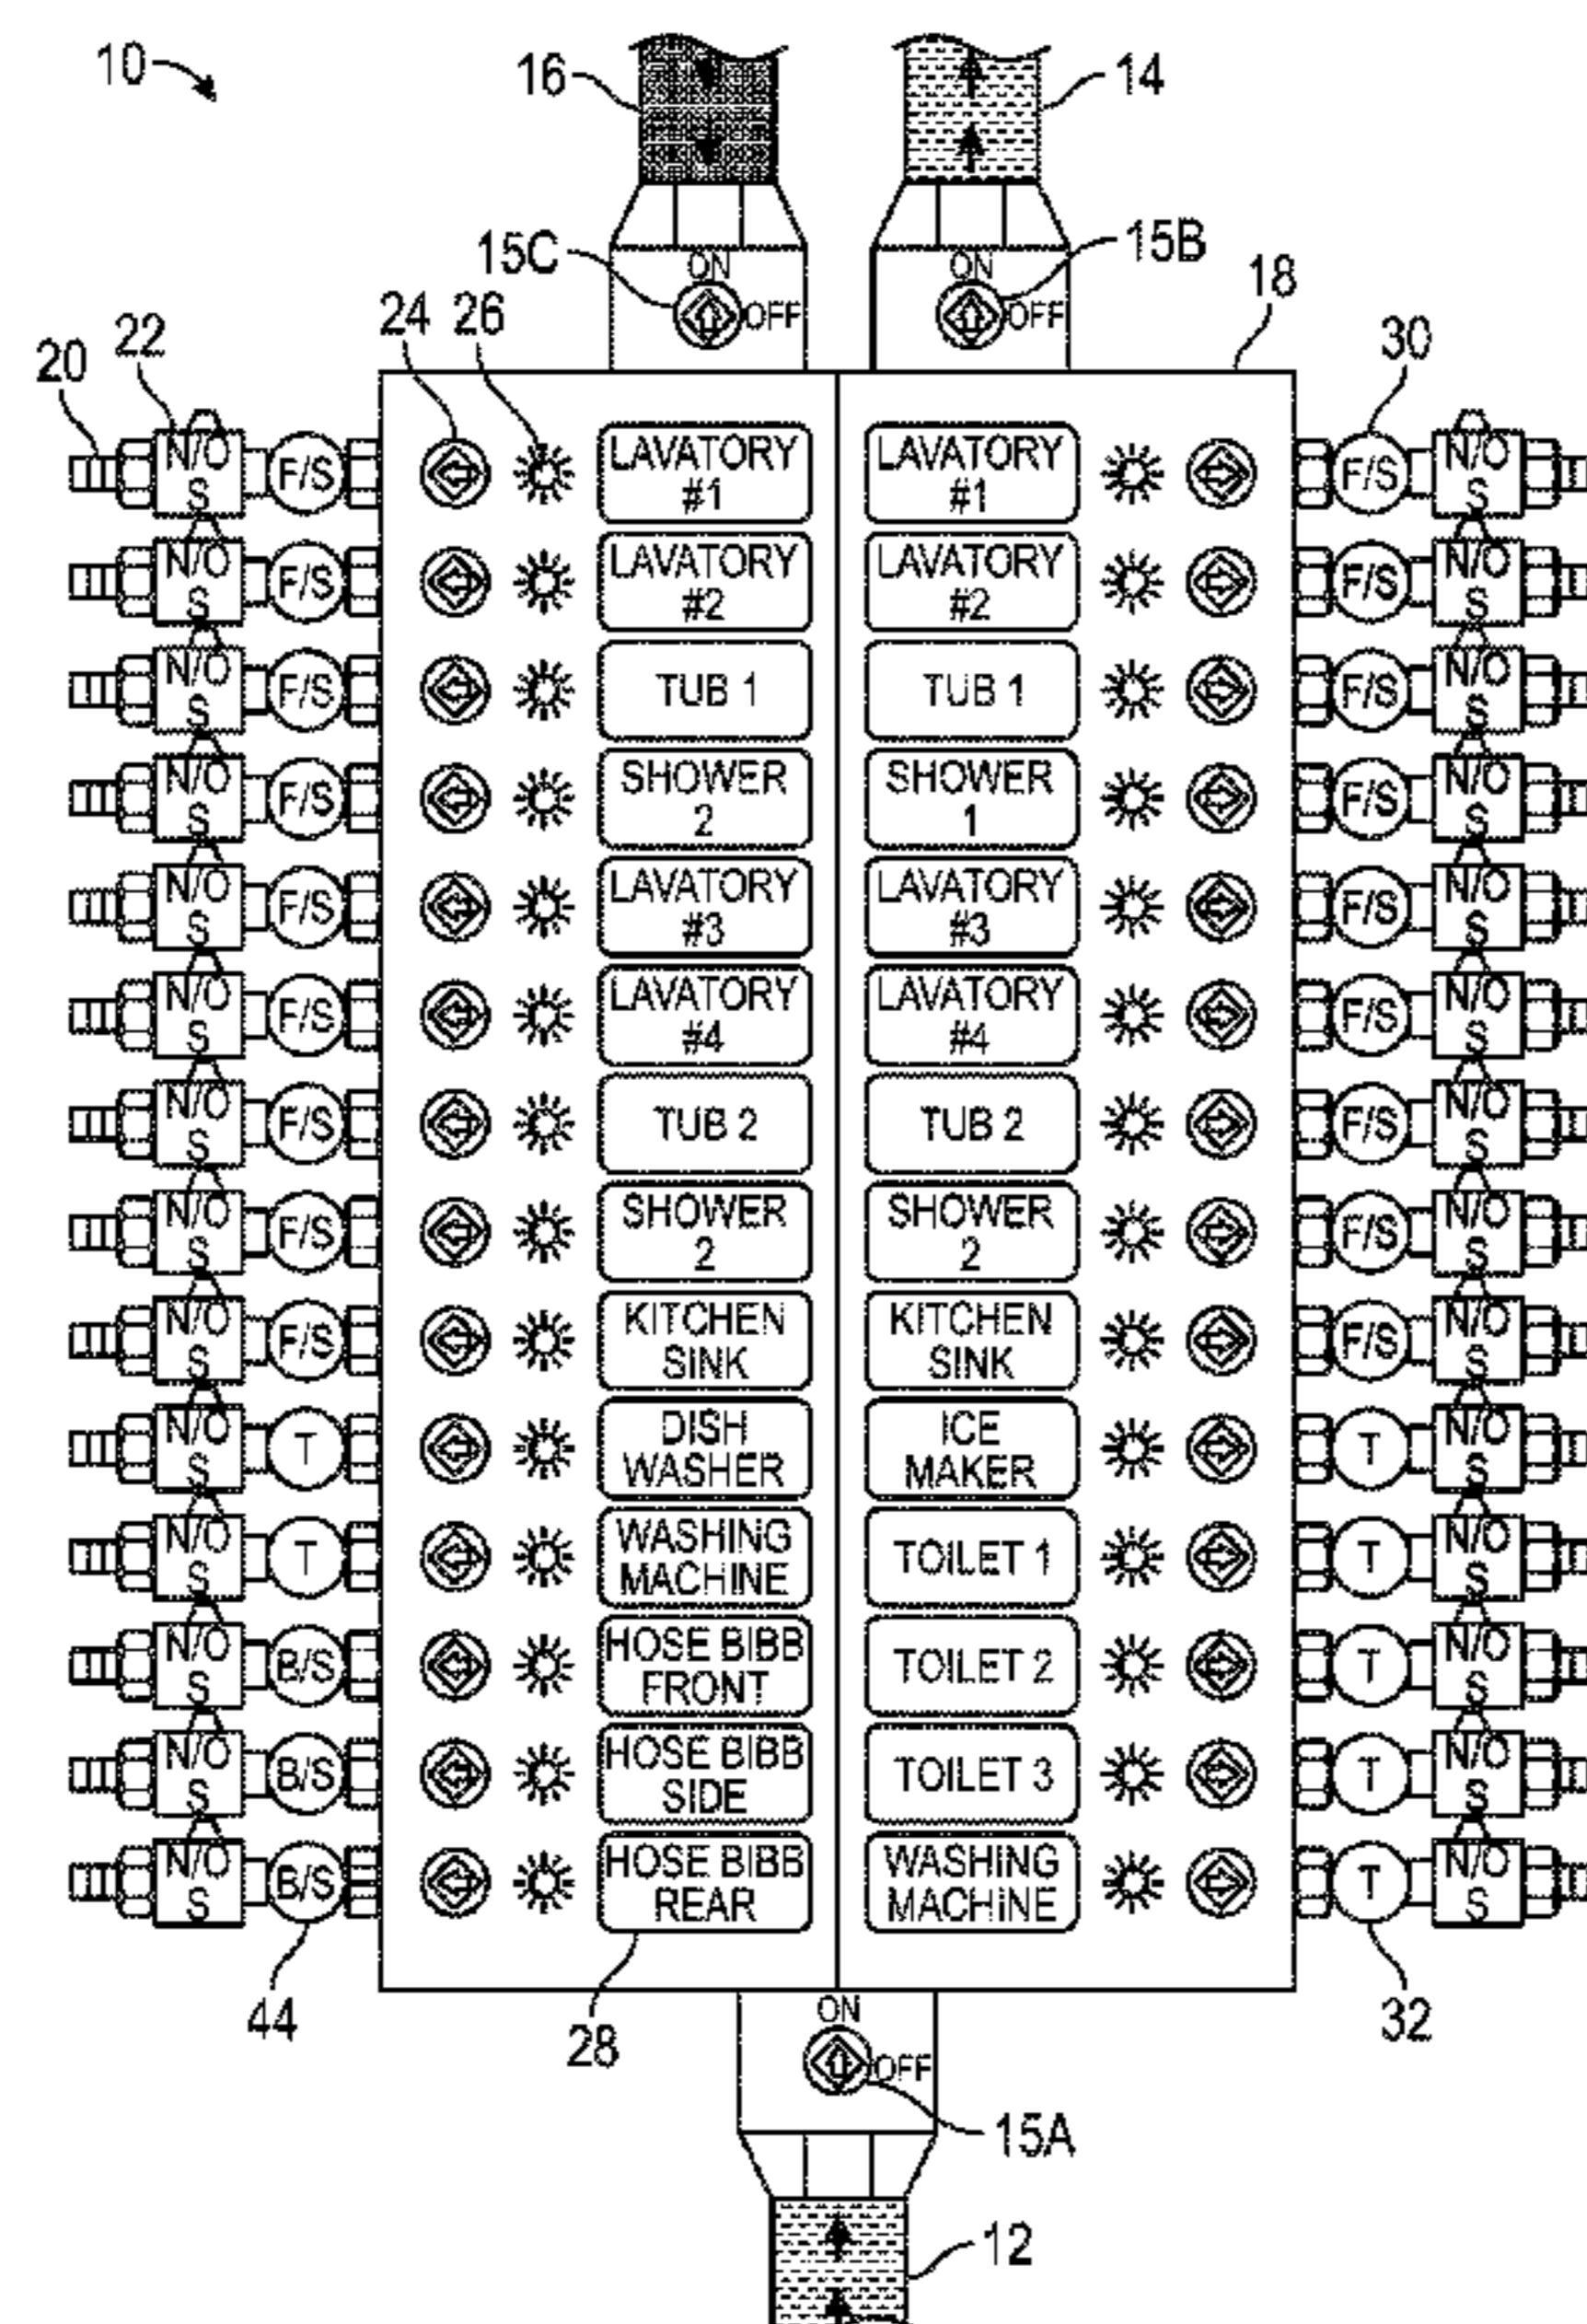 10
16
14
15C
ON
OFF
ON
OFF
15B
18
20
22
24
26
30
N/O
S
F/S
LAVATORY
#1
LAVATORY
#1
F/S
N/O
S
N/O
S
F/S
LAVATORY
#2
LAVATORY
#2
F/S
N/O
S
N/O
S
F/S
TUB 1
TUB 1
F/S
N/O
S
N/O
S
F/S
SHOWER
2
SHOWER
1
F/S
N/O
S
N/O
S
F/S
LAVATORY
#3
LAVATORY
#3
F/S
N/O
S
N/O
S
F/S
LAVATORY
#4
LAVATORY
#4
F/S
N/O
S
N/O
S
F/S
TUB 2
TUB 2
F/S
N/O
S
N/O
S
F/S
SHOWER
2
SHOWER
2
F/S
N/O
S
N/O
S
F/S
KITCHEN
SINK
KITCHEN
SINK
F/S
N/O
S
N/O
S
T
DISH
WASHER
ICE
MAKER
T
N/O
S
N/O
S
T
WASHING
MACHINE
TOILET 1
T
N/O
S
N/O
S
B/S
HOSE BIBB
FRONT
TOILET 2
T
N/O
S
N/O
S
B/S
HOSE BIBB
SIDE
TOILET 3
T
N/O
S
N/O
S
B/S
HOSE BIBB
REAR
WASHING
MACHINE
T
N/O
S
44
28
32
ON
OFF
15A
12